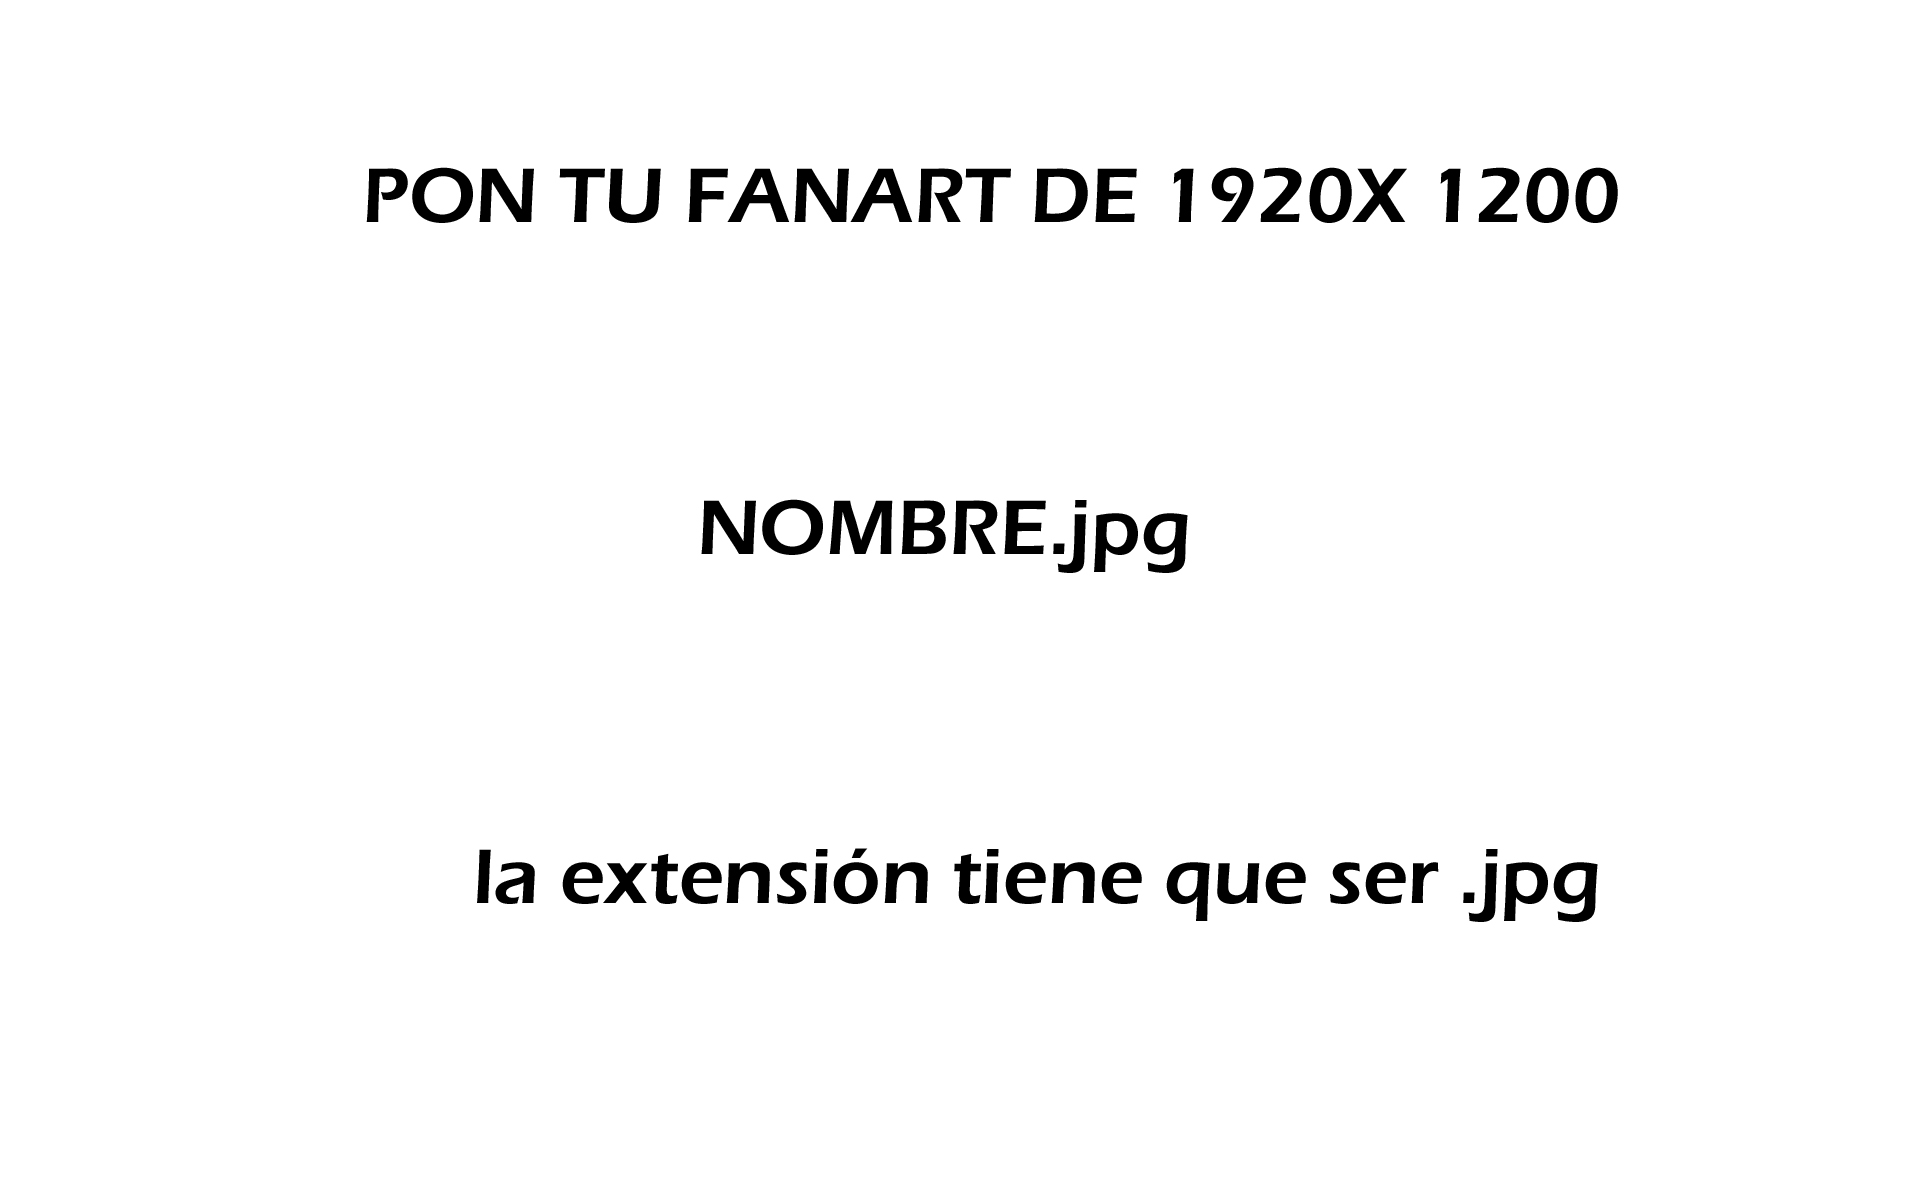 PON TU FANART DE 1920X 1200
NOMBRE.jpg
la extensión tiene que ser .jpg